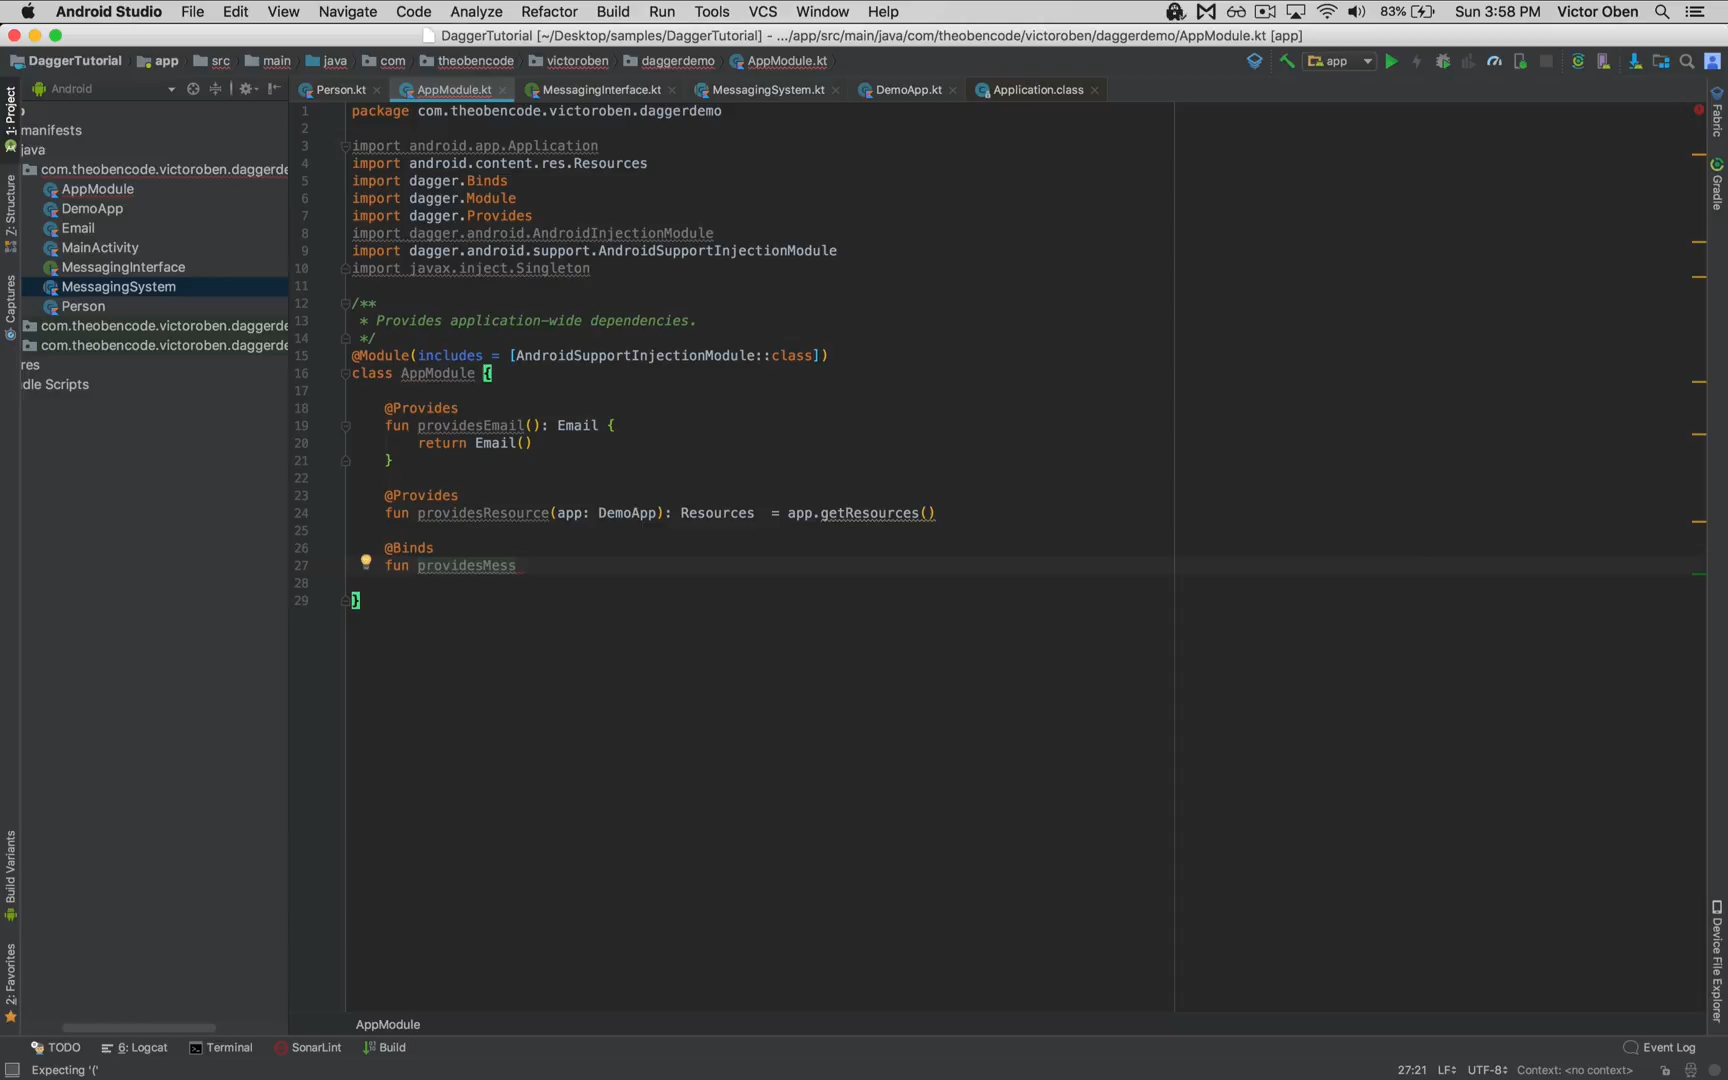 Android Studio File Edit View Navigate Code Analyze Refactor Build Run Tools VCS Window Help 83% Sun 3:58 PM Victor Oben
DaggerTutorial [~/Desktop/samples/DaggerTutorial] - .../app/src/main/java/com/theobencode/victoroben/daggerdemo/AppModule.kt [app]
DaggerTutorial app src main java com theobencode victoroben daggerdemo AppModule.kt app
Android
Person.kt AppModule.kt MessagingInterface.kt MessagingSystem.kt DemoApp.kt Application.class
manifests
java
com.theobencode.victoroben.daggerde
AppModule
DemoApp
Email
MainActivity
MessagingInterface
MessagingSystem
Person
com.theobencode.victoroben.daggerde
com.theobencode.victoroben.daggerde
res
dle Scripts
1: Project
Z: Structure
Captures
Build Variants
2: Favorites
1 package com.theobencode.victoroben.daggerdemo
2
3 import android.app.Application
4 import android.content.res.Resources
5 import dagger.Binds
6 import dagger.Module
7 import dagger.Provides
8 import dagger.android.AndroidInjectionModule
9 import dagger.android.support.AndroidSupportInjectionModule
10 import javax.inject.Singleton
11
12 /**
13 * Provides application-wide dependencies.
14 */
15 @Module(includes = [AndroidSupportInjectionModule::class])
16 class AppModule {
17
18 @Provides
19 fun providesEmail(): Email {
20 return Email()
21 }
22
23 @Provides
24 fun providesResource(app: DemoApp): Resources = app.getResources()
25
26 @Binds
27 fun providesMess
28
29 }
Fabric
Gradle
Device File Explorer
AppModule
TODO 6: Logcat Terminal SonarLint Build Event Log
Expecting '(' 27:21 LF÷ UTF-8÷ Context: <no context>